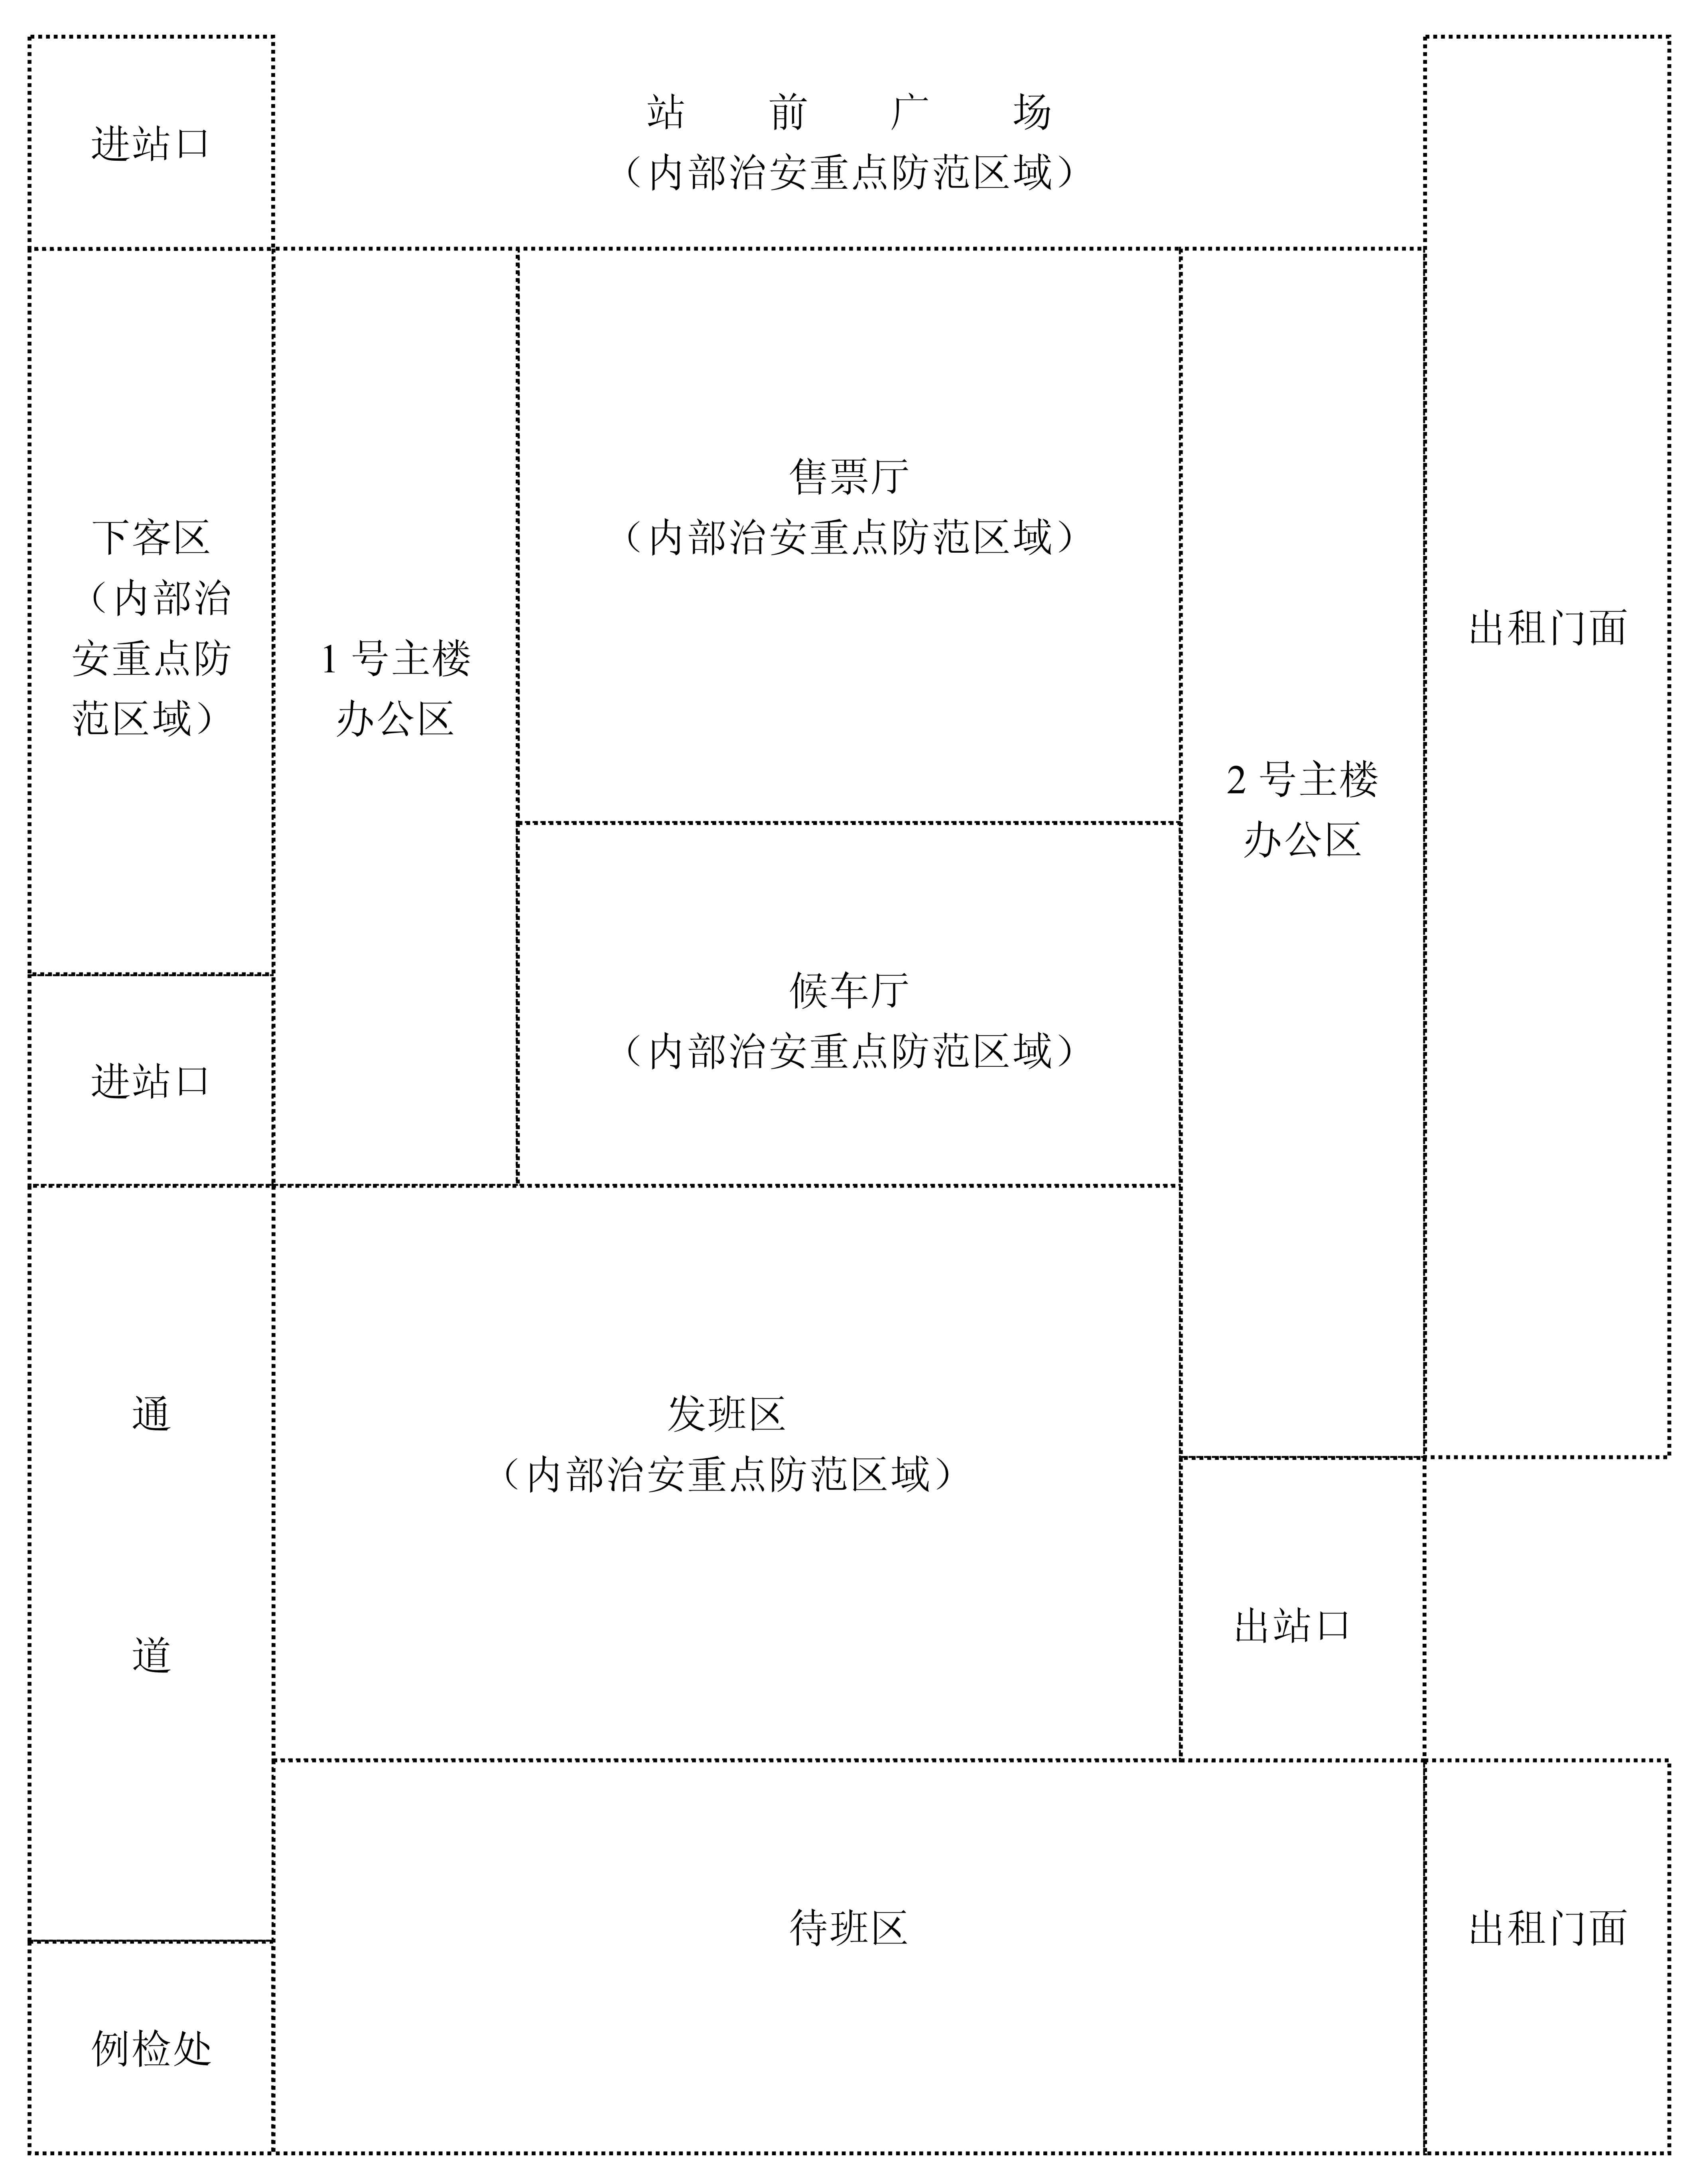 进站口
站 前 广 场
（内部治安重点防范区域）
售票厅
（内部治安重点防范区域）
下客区
（内部治
安重点防
范区域）
1 号主楼
办公区
出租门面
2 号主楼
办公区
候车厅
（内部治安重点防范区域）
进站口
通
道
发班区
（内部治安重点防范区域）
出站口
待班区
出租门面
例检处